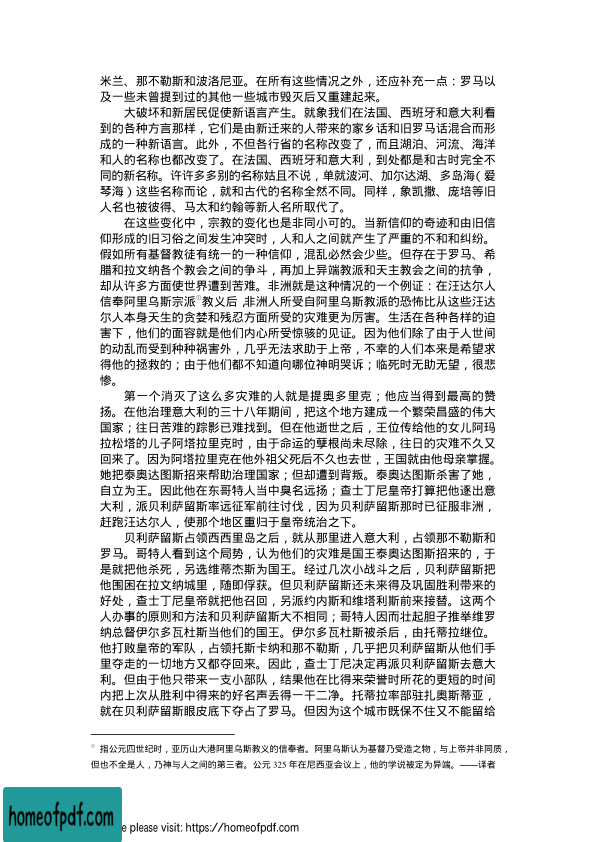 米兰、那不勒斯和波洛尼亚。在所有这些情况之外，还应补充一点：罗马以
及一些未曾提到过的其他一些城市毁灭后又重建起来。
大破坏和新居民促使新语言产生。就象我们在法国、西班牙和意大利看
到的各种方言那样，它们是由新迁来的人带来的家乡话和旧罗马话混合而形
成的一种新语言。此外，不但各行省的名称改变了，而且湖泊、河流、海洋
和人的名称也都改变了。在法国、西班牙和意大利，到处都是和古时完全不
同的新名称。许许多多别的名称姑且不说，单就波河、加尔达湖、多岛海（爱
琴海）这些名称而论，就和古代的名称全然不同。同样，象凯撒、庞培等旧
人名也被彼得、马太和约翰等新人名所取代了。
在这些变化中，宗教的变化也是非同小可的。当新信仰的奇迹和由旧信
仰形成的旧习俗之间发生冲突时，人和人之间就产生了严重的不和和纠纷。
假如所有基督教徒有统一的一种信仰，混乱必然会少些。但存在于罗马、希
腊和拉文纳各个教会之间的争斗，再加上异端教派和天主教会之间的抗争，
却从许多方面使世界遭到苦难。非洲就是这种情况的一个例证：在汪达尔人
信奉阿里乌斯宗派①教义后，非洲人所受自阿里乌斯教派的恐怖比从这些汪达
尔人本身天生的贪婪和残忍方面所受的灾难更为厉害。生活在各种各样的迫
害下，他们的面容就是他们内心所受惊骇的见证。因为他们除了由于人世间
的动乱而受到种种祸害外，几乎无法求助于上帝，不幸的人们本来是希望求
得他的拯救的；由于他们都不知道向哪位神明哭诉；临死时无助无望，很悲
惨。
第一个消灭了这么多灾难的人就是提奥多里克；他应当得到最高的赞
扬。在他治理意大利的三十八年期间，把这个地方建成一个繁荣昌盛的伟大
国家；往日苦难的踪影已难找到。但在他逝世之后，王位传给他的女儿阿玛
拉松塔的儿子阿塔拉里克时，由于命运的孽根尚未尽除，往日的灾难不久又
回来了。因为阿塔拉里克在他外祖父死后不久也去世，王国就由他母亲掌握。
她把泰奥达图斯招来帮助治理国家；但却遭到背叛。泰奥达图斯杀害了她，
自立为王。因此他在东哥特人当中臭名远扬；查士丁尼皇帝打算把他逐出意
大利，派贝利萨留斯率远征军前往讨伐，因为贝利萨留斯那时已征服非洲，
赶跑汪达尔人，使那个地区重归于皇帝统治之下。
贝利萨留斯占领西西里岛之后，就从那里进入意大利，占领那不勒斯和
罗马。哥特人看到这个局势，认为他们的灾难是国王泰奥达图斯招来的，于
是就把他杀死，另选维蒂杰斯为国王。经过几次小战斗之后，贝利萨留斯把
他围困在拉文纳城里，随即俘获。但贝利萨留斯还未来得及巩固胜利带来的
好处，查士丁尼皇帝就把他召回，另派约内斯和维塔利斯前来接替。这两个
人办事的原则和方法和贝利萨留斯大不相同；哥特人因而壮起胆子推举维罗
纳总督伊尔多瓦杜斯当他们的国王。伊尔多瓦杜斯被杀后，由托蒂拉继位。
他打败皇帝的军队，占领托斯卡纳和那不勒斯，几乎把贝利萨留斯从他们手
里夺走的一切地方又都夺回来。因此，查士丁尼决定再派贝利萨留斯去意大
利。但由于他只带来一支小部队，结果他在比得来荣誉时所花的更短的时间
内把上次从胜利中得来的好名声丢得一干二净。托蒂拉率部驻扎奥斯蒂亚，
就在贝利萨留斯眼皮底下夺占了罗马。但因为这个城市既保不住又不能留给
① 指公元四世纪时，亚历山大港阿里乌斯教义的信奉者。阿里乌斯认为基督乃受造之物，与上帝并非同质，
但也不全是人，乃神与人之间的第三者。公元 325 年在尼西亚会议上，他的学说被定为异端。——译者
homeofpdf.com
e please visit: https://homeofpdf.com